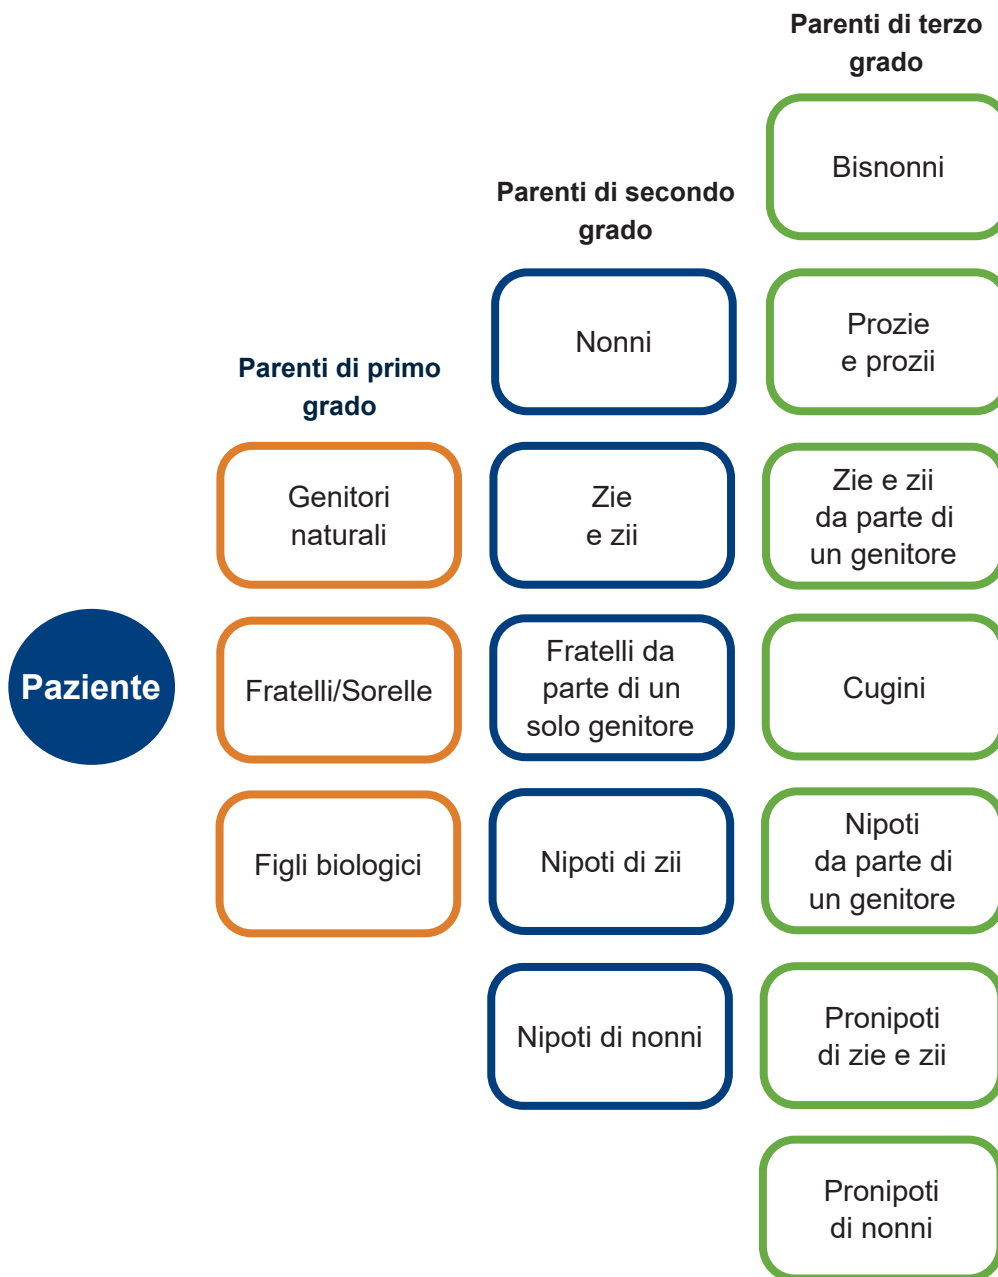 Parenti di terzo
grado
Bisnonni
Parenti di secondo
grado
Nonni
Prozie
e prozii
Parenti di primo
grado
Genitori
naturali
Zie
e zii
Zie e zii
da parte di
un genitore
Paziente
Fratelli/Sorelle
Fratelli da
parte di un
solo genitore
Cugini
Figli biologici
Nipoti di zii
Nipoti
da parte di
un genitore
Nipoti di nonni
Pronipoti
di zie e zii
Pronipoti
di nonni